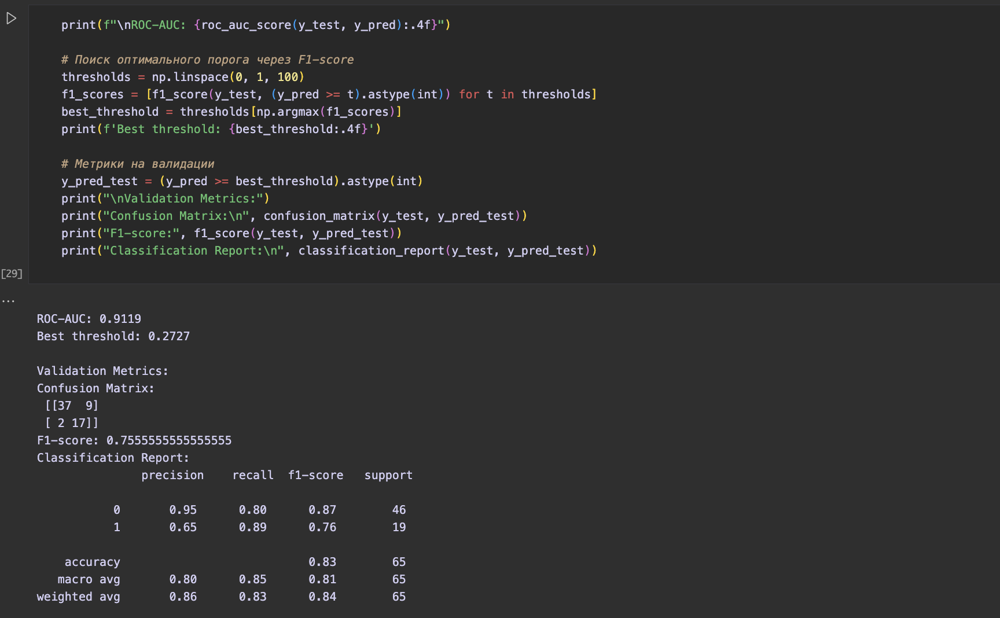 print(f"\nROC-AUC: {roc_auc_score(y_test, y_pred):.4f}")
# Поиск оптимального порога через F1-score
thresholds = np.linspace(0, 1, 100)
f1_scores = [f1_score(y_test, (y_pred >= t).astype(int)) for t in thresholds]
best_threshold = thresholds[np.argmax(f1_scores)]
print(f'Best threshold: {best_threshold:.4f}')
# Метрики на валидации
y_pred_test = (y_pred >= best_threshold).astype(int)
print("\nValidation Metrics:")
print("Confusion Matrix:\n", confusion_matrix(y_test, y_pred_test))
print("F1-score:", f1_score(y_test, y_pred_test))
print("Classification Report:\n", classification_report(y_test, y_pred_test))
[29]
...
ROC-AUC: 0.9119
Best threshold: 0.2727
Validation Metrics:
Confusion Matrix:
[[37  9]
[ 2 17]]
F1-score: 0.7555555555555555
Classification Report:
precision    recall  f1-score   support
0       0.95      0.80      0.87        46
1       0.65      0.89      0.76        19
accuracy                           0.83        65
macro avg       0.80      0.85      0.81        65
weighted avg       0.86      0.83      0.84        65